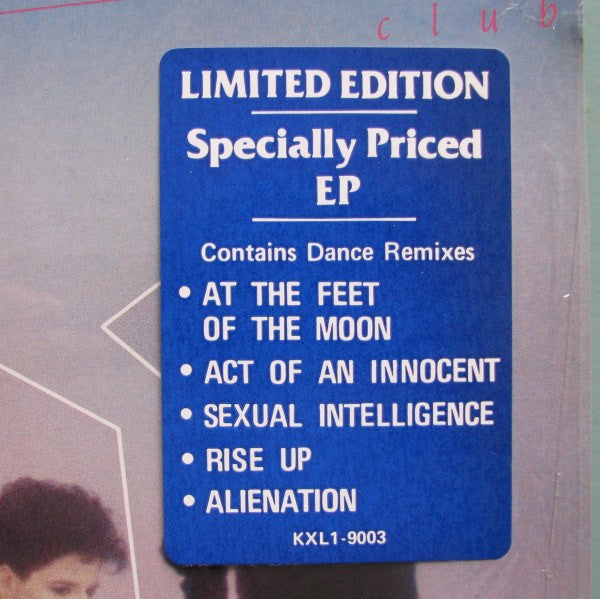 club
LIMITED EDITION
Specially Priced
EP
Contains Dance Remixes
• AT THE FEET
OF THE MOON
• ACT OF AN INNOCENT
• SEXUAL INTELLIGENCE
• RISE UP
• ALIENATION
KXL1-9003